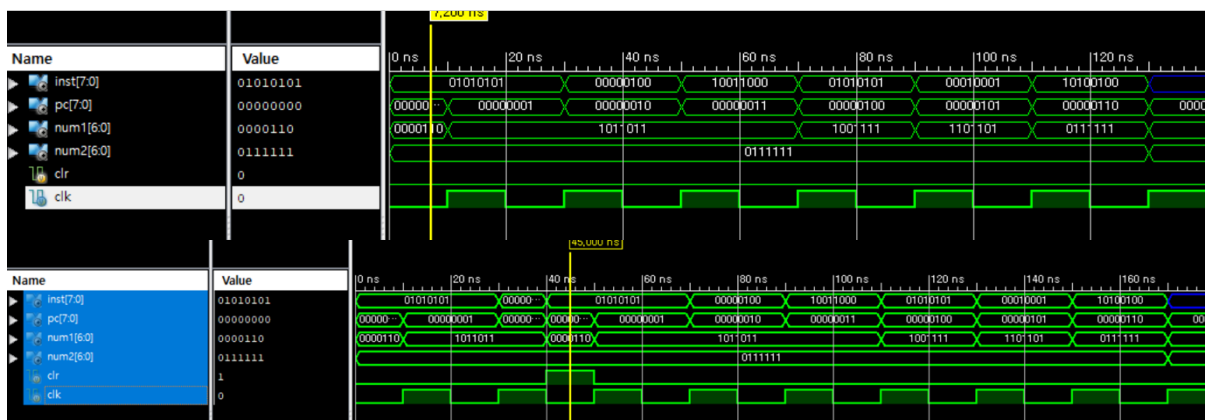 7,200 ns
Name Value 0 ns 20 ns 40 ns 60 ns 80 ns 100 ns 120 ns
inst[7:0] 01010101 01010101 00000100 10011000 01010101 00010001 10100100
pc[7:0] 00000000 00000··· 00000001 00000010 00000011 00000100 00000101 00000110 0000
num1[6:0] 0000110 0000110 1011011 1001111 1101101 0111111
num2[6:0] 0111111 0111111
clr 0
clk 0
45,000 ns
Name Value 0 ns 20 ns 40 ns 60 ns 80 ns 100 ns 120 ns 140 ns 160 ns
inst[7:0] 01010101 01010101 00000··· 01010101 00000100 10011000 01010101 00010001 10100100
pc[7:0] 00000000 00000··· 00000001 00000··· 00000··· 00000001 00000010 00000011 00000100 00000101 00000110 00
num1[6:0] 0000110 0000110 1011011 0000110 1011011 1001111 1101101 0111111
num2[6:0] 0111111 0111111
clr 1
clk 0